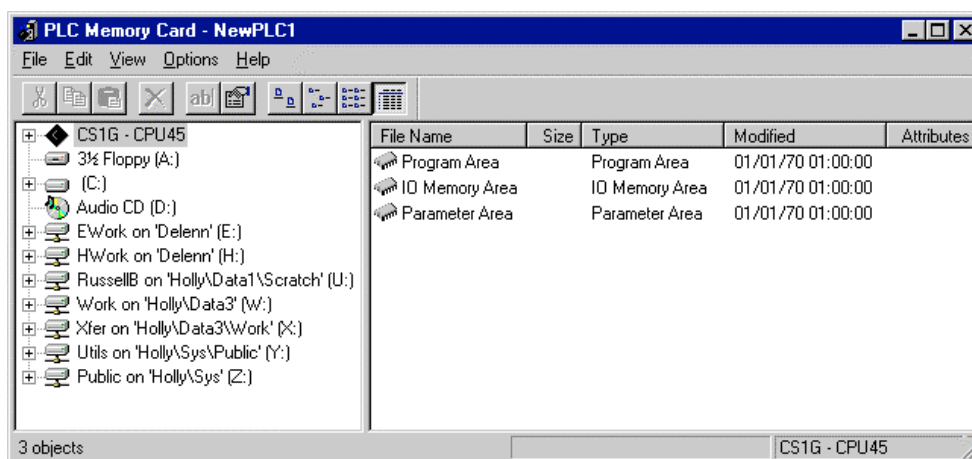 PLC Memory Card - NewPLC1
File Edit View Options Help
ab
CS1G - CPU45
3½ Floppy (A:)
(C:)
Audio CD (D:)
EWork on 'Delenn' (E:)
HWork on 'Delenn' (H:)
RussellB on 'Holly\Data1\Scratch' (U:)
Work on 'Holly\Data3' (W:)
Xfer on 'Holly\Data3\Work' (X:)
Utils on 'Holly\Sys\Public' (Y:)
Public on 'Holly\Sys' (Z:)
File Name Size Type Modified Attributes
Program Area Program Area 01/01/70 01:00:00
IO Memory Area IO Memory Area 01/01/70 01:00:00
Parameter Area Parameter Area 01/01/70 01:00:00
3 objects CS1G - CPU45